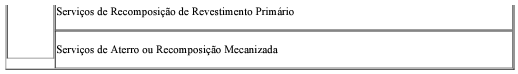 Serviços de Recomposição de Revestimento Primário
Serviços de Aterro ou Recomposição Mecanizada